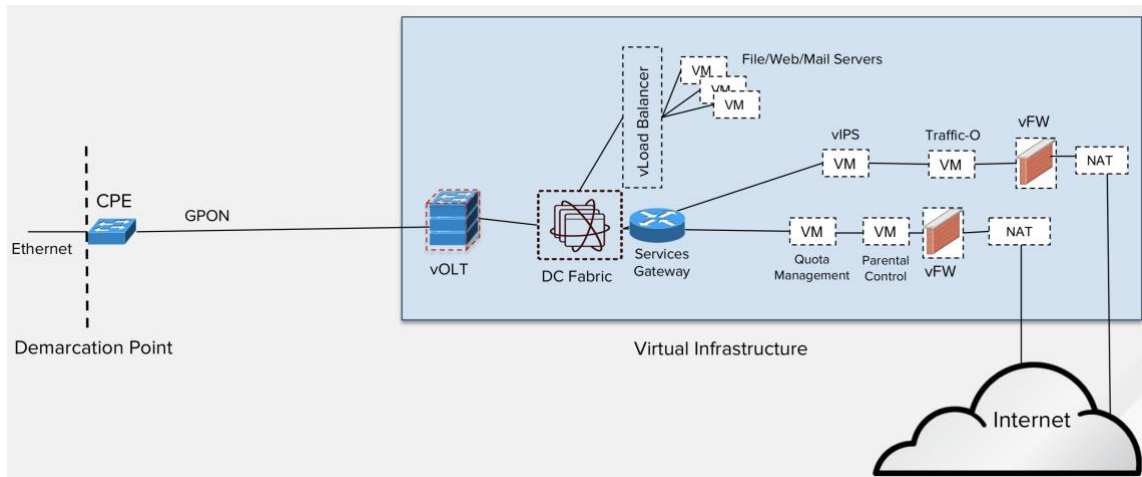 File/Web/Mail Servers
vLoad Balancer
VM
VM
VM
vIPS
Traffic-O
vFW
VM
VM
NAT
CPE
GPON
Ethernet
vOLT
DC Fabric
Services
Gateway
VM
VM
NAT
Quota
Management
Parental
Control
vFW
Demarcation Point
Virtual Infrastructure
Internet